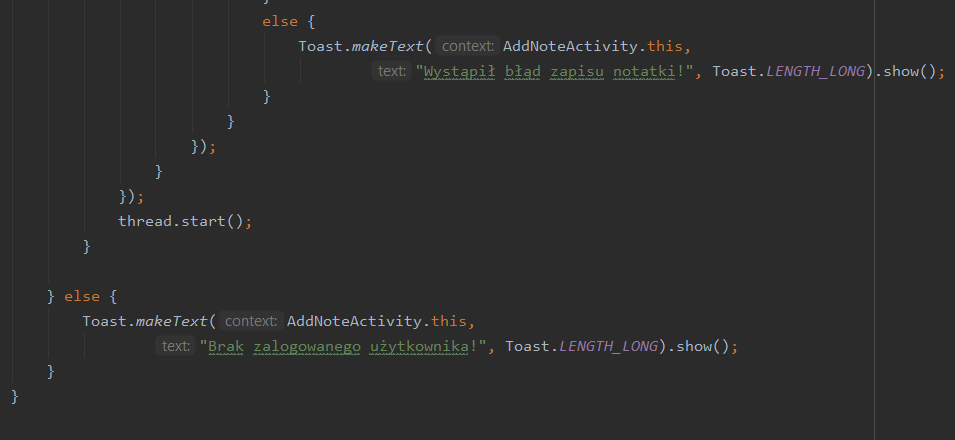 }
else {
Toast.makeText( context: AddNoteActivity.this,
text: "Wystąpił błąd zapisu notatki!", Toast.LENGTH_LONG).show();
}
}
});
}
});
thread.start();
}
} else {
Toast.makeText( context: AddNoteActivity.this,
text: "Brak zalogowanego użytkownika!", Toast.LENGTH_LONG).show();
}
}